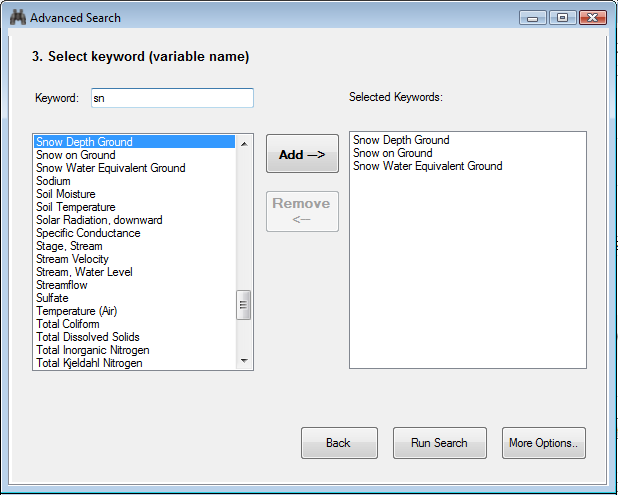 Advanced Search
3. Select keyword (variable name)
Keyword: sn
Selected Keywords:
Snow Depth Ground
Snow on Ground
Snow Water Equivalent Ground
Sodium
Soil Moisture
Soil Temperature
Solar Radiation, downward
Specific Conductance
Stage, Stream
Stream Velocity
Stream, Water Level
Streamflow
Sulfate
Temperature (Air)
Total Coliform
Total Dissolved Solids
Total Inorganic Nitrogen
Total Kjeldahl Nitrogen
Add -->
Remove
<--
Snow Depth Ground
Snow on Ground
Snow Water Equivalent Ground
Back
Run Search
More Options..